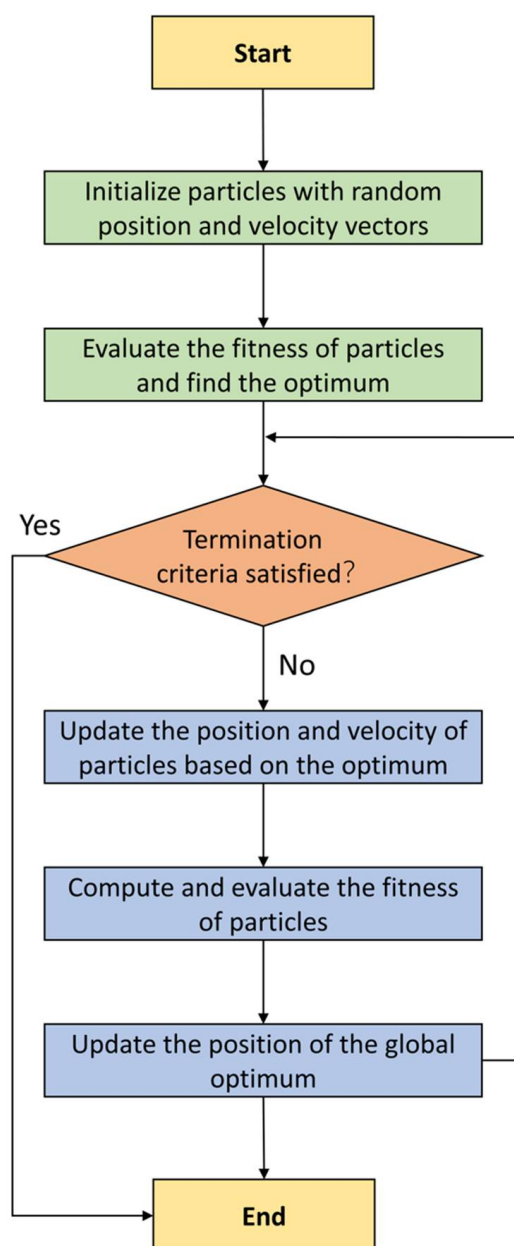 Start
Initialize particles with random
position and velocity vectors
Evaluate the fitness of particles
and find the optimum
Yes
Termination
criteria satisfied？
No
Update the position and velocity of
particles based on the optimum
Compute and evaluate the fitness
of particles
Update the position of the global
optimum
End